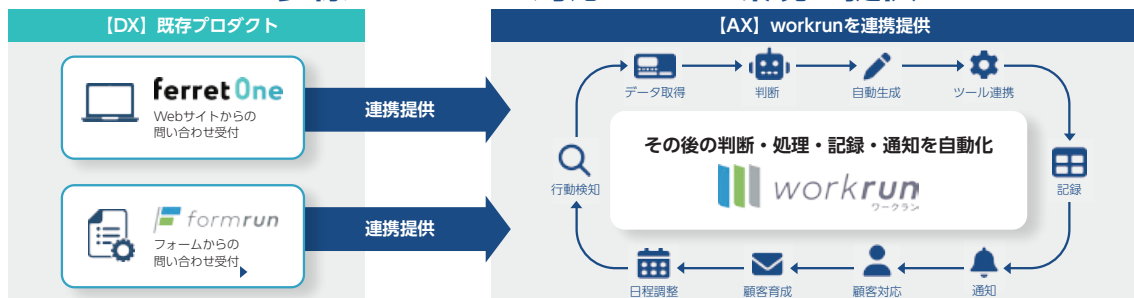 【DX】既存プロダクト
ferret One
Webサイトからの
問い合わせ受付
formrun
フォームからの
問い合わせ受付
連携提供
連携提供
【AX】workrunを連携提供
データ取得
判断
自動生成
ツール連携
その後の判断・処理・記録・通知を自動化
workrun
ワークラン
行動検知
記録
日程調整
顧客育成
顧客対応
通知